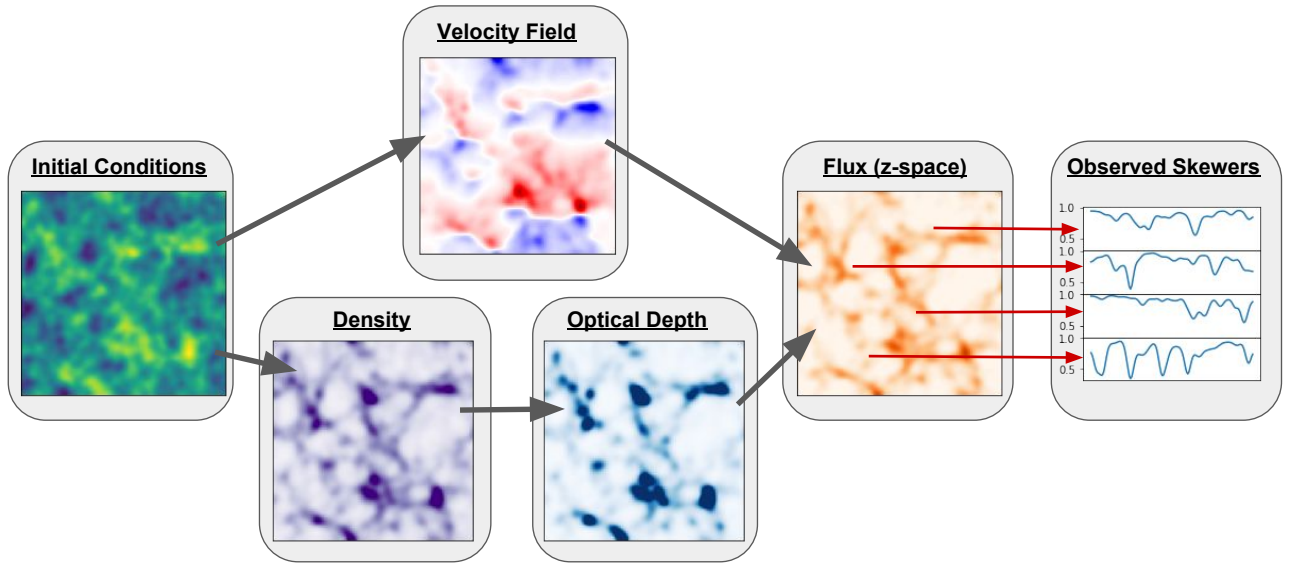 Velocity Field
Initial Conditions
Flux (z-space)
Observed Skewers
1.0
0.5
1.0
0.5
1.0
0.5
1.0
0.5
Density
Optical Depth